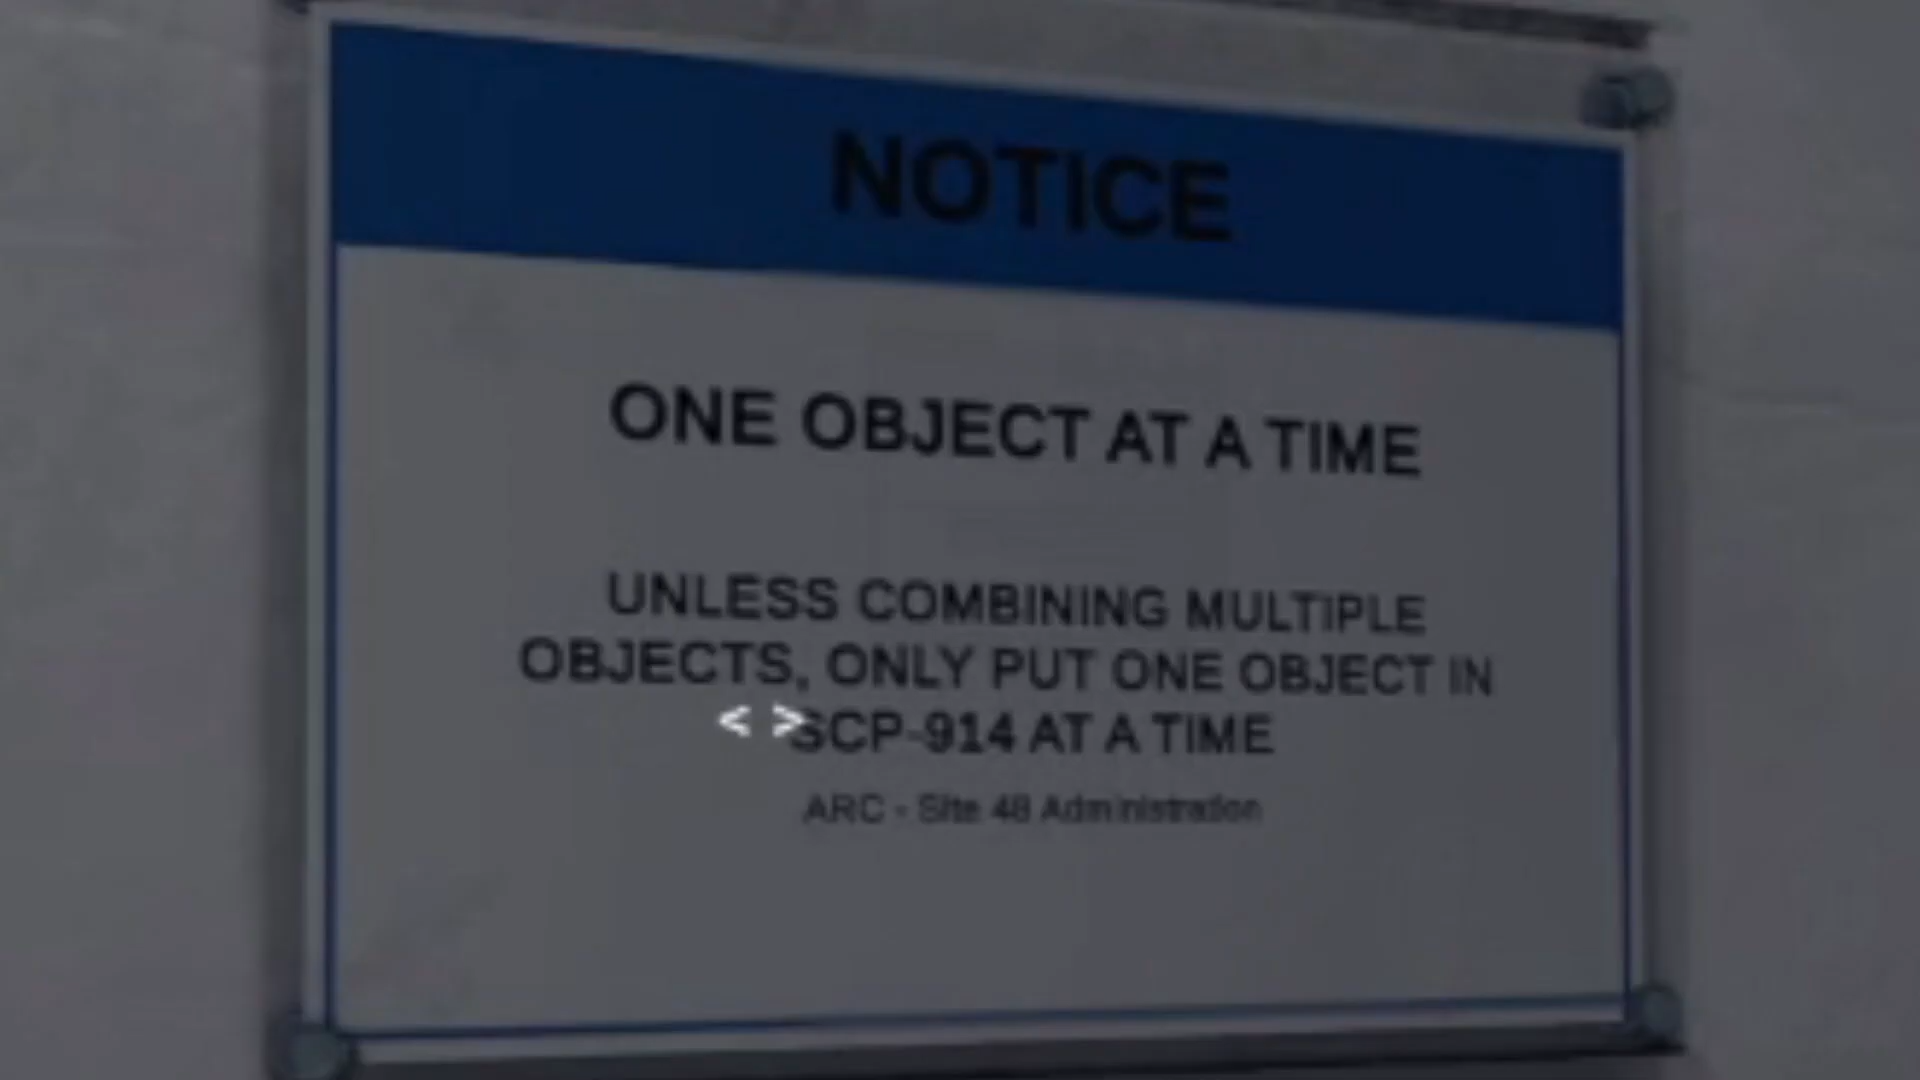 NOTICE
ONE OBJECT AT A TIME
UNLESS COMBINING MULTIPLE
OBJECTS, ONLY PUT ONE OBJECT IN
< >
SCP-914 AT A TIME
ARC - Site 48 Administration